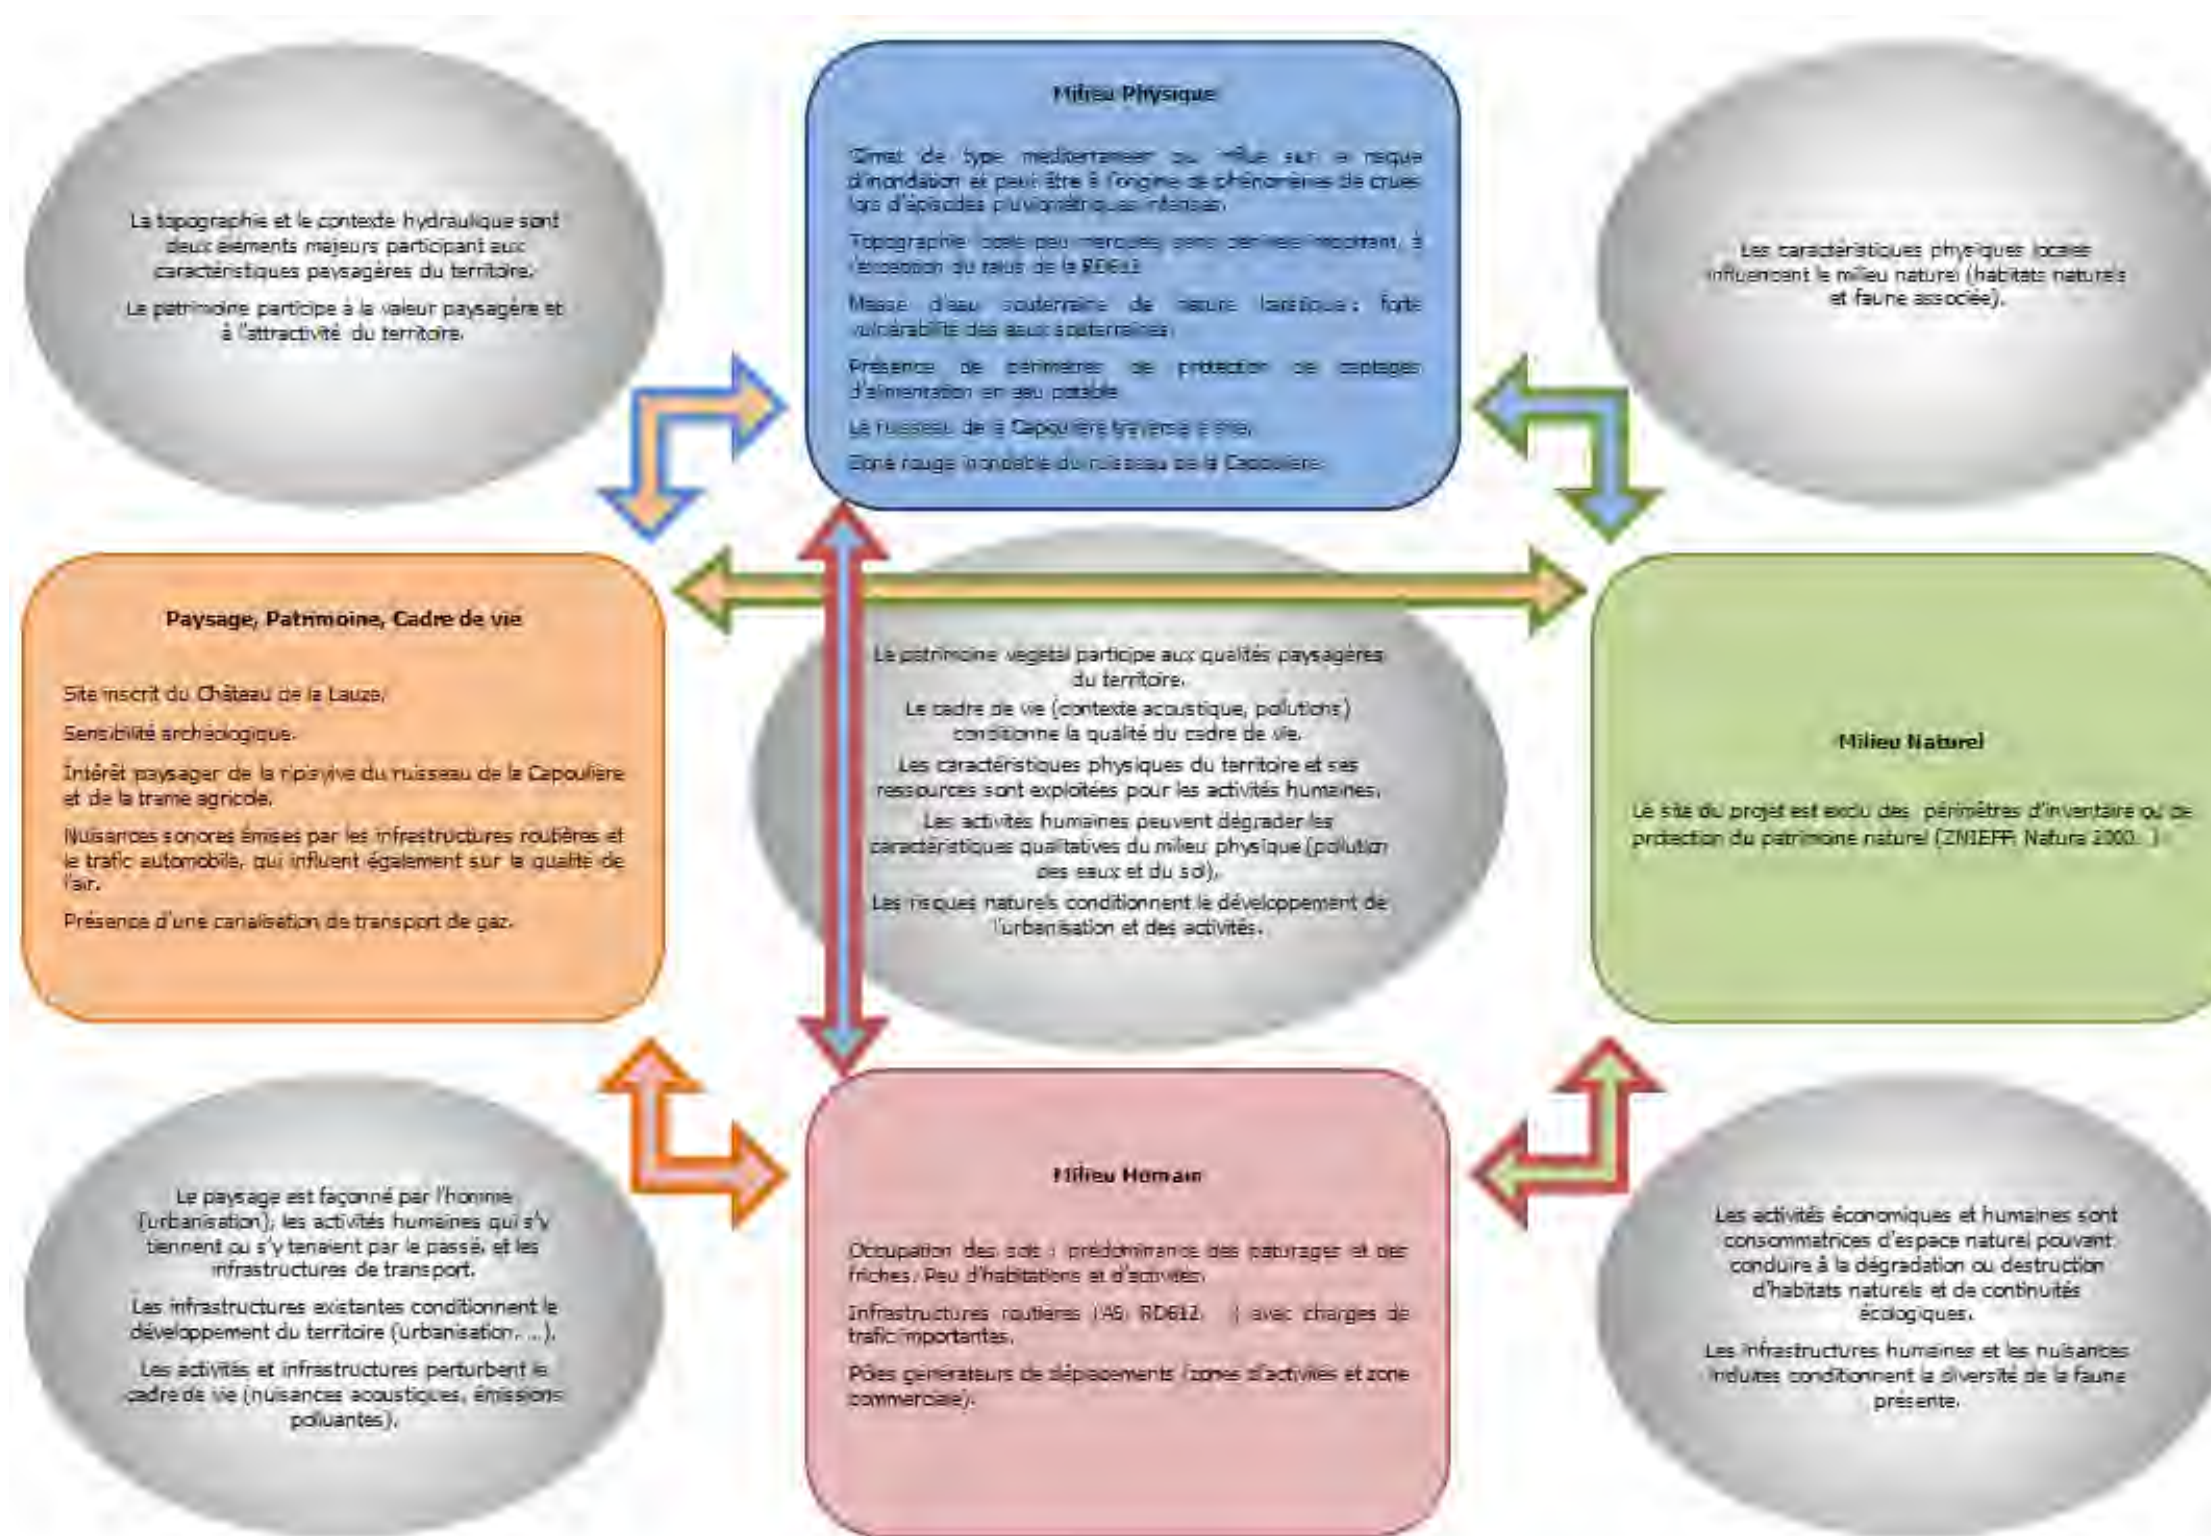 La topographie et le contexte hydraulique sont
deux éléments majeurs participant aux
caractéristiques paysagères du territoire.
Le patrimoine participe à la valeur paysagère et
à l'attractivité du territoire.
Milieu Physique
Climat de type méditerranéen qui influe sur le risque
d'inondation et peut être à l'origine de phénomènes de crues
lors d'épisodes pluviométriques intenses.
Topographie locale peu marquée, sans dénivelé important, à
l'exception du talus de la RD612
Masse d'eau souterraine de nature karstique : forte
vulnérabilité des eaux souterraines.
Présence de périmètres de protection de captages
d'alimentation en eau potable.
Le ruisseau de la Capoulière traverse le site.
Zone rouge inondable du ruisseau de la Capoulière.
Les caractéristiques physiques locales
influencent le milieu naturel (habitats naturels
et faune associée).
Paysage, Patrimoine, Cadre de vie
Site inscrit du Château de la Lauze.
Sensibilité archéologique.
Intérêt paysager de la ripisylve du ruisseau de la Capoulière
et de la trame agricole.
Nuisances sonores émises par les infrastructures routières et
le trafic automobile, qui influent également sur la qualité de
l'air.
Présence d'une canalisation de transport de gaz.
Le patrimoine végétal participe aux qualités paysagères
du territoire.
Le cadre de vie (contexte acoustique, pollutions)
conditionne la qualité du cadre de vie.
Les caractéristiques physiques du territoire et ses
ressources sont exploitées pour les activités humaines.
Les activités humaines peuvent dégrader les
caractéristiques qualitatives du milieu physique (pollution
des eaux et du sol).
Les risques naturels conditionnent le développement de
l'urbanisation et des activités.
Milieu Naturel
Le site du projet est exclu des périmètres d'inventaire ou de
protection du patrimoine naturel (ZNIEFF, Natura 2000...)
Le paysage est façonné par l'homme
(urbanisation), les activités humaines qui s'y
tiennent ou s'y tenaient par le passé, et les
infrastructures de transport.
Les infrastructures existantes conditionnent le
développement du territoire (urbanisation, ...).
Les activités et infrastructures perturbent le
cadre de vie (nuisances acoustiques, émissions
polluantes).
Milieu Humain
Occupation des sols : prédominance des pâturages et des
friches. Peu d'habitations et d'activités.
Infrastructures routières (A9, RD612, ...) avec charges de
trafic importantes.
Pôles générateurs de déplacements (zones d'activités et zone
commerciale).
Les activités économiques et humaines sont
consommatrices d'espace naturel pouvant
conduire à la dégradation ou destruction
d'habitats naturels et de continuités
écologiques.
Les infrastructures humaines et les nuisances
induites conditionnent la diversité de la faune
présente.